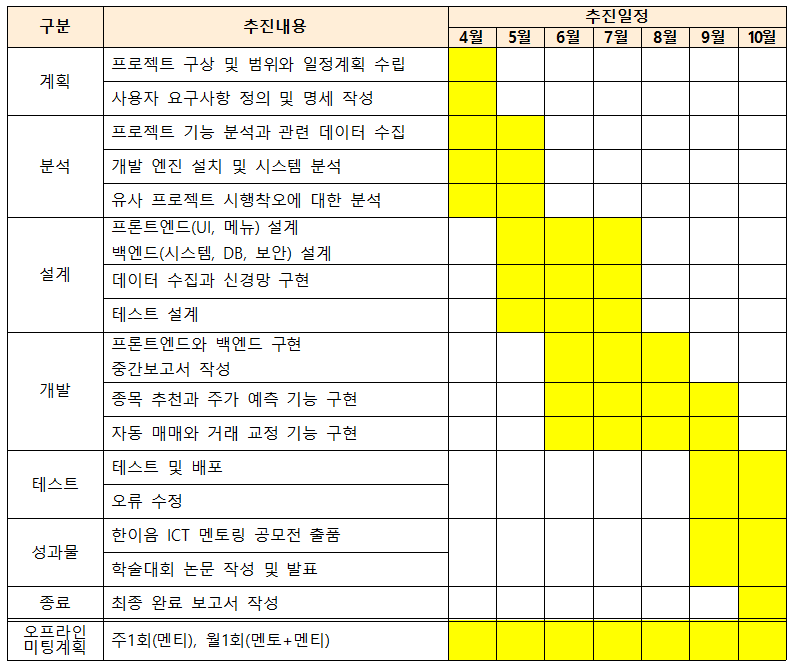 구분 추진내용 추진일정
4월 5월 6월 7월 8월 9월 10월
계획
프로젝트 구상 및 범위와 일정계획 수립
사용자 요구사항 정의 및 명세 작성
분석
프로젝트 기능 분석과 관련 데이터 수집
개발 엔진 설치 및 시스템 분석
유사 프로젝트 시행착오에 대한 분석
설계
프론트엔드(UI, 메뉴) 설계
백엔드(시스템, DB, 보안) 설계
데이터 수집과 신경망 구현
테스트 설계
개발
프론트엔드와 백엔드 구현
중간보고서 작성
종목 추천과 주가 예측 기능 구현
자동 매매와 거래 교정 기능 구현
테스트
테스트 및 배포
오류 수정
성과물
한이음 ICT 멘토링 공모전 출품
학술대회 논문 작성 및 발표
종료
최종 완료 보고서 작성
오프라인
미팅계획
주1회(멘티), 월1회(멘토+멘티)